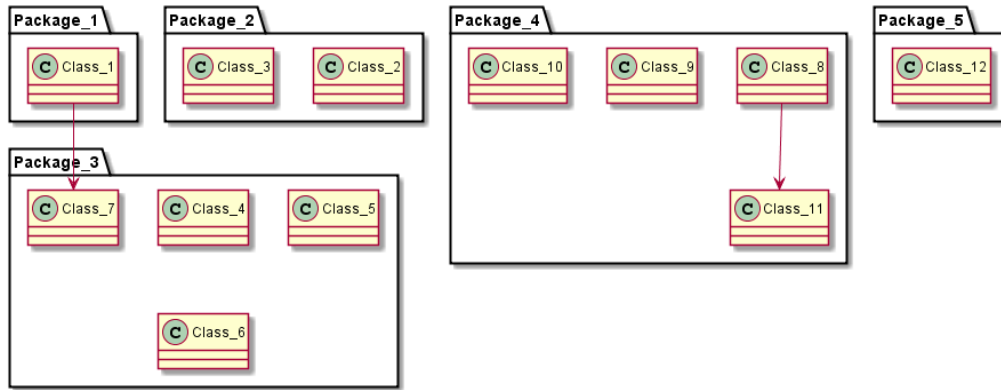 Package_1
C Class_1
Package_2
C Class_3
C Class_2
Package_4
C Class_10
C Class_9
C Class_8
C Class_11
Package_5
C Class_12
Package_3
C Class_7
C Class_4
C Class_5
C Class_6